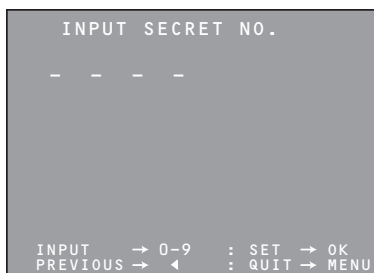 INPUT SECRET NO.
– – – –
INPUT → 0–9 : SET → OK
PREVIOUS → ◀ : QUIT → MENU